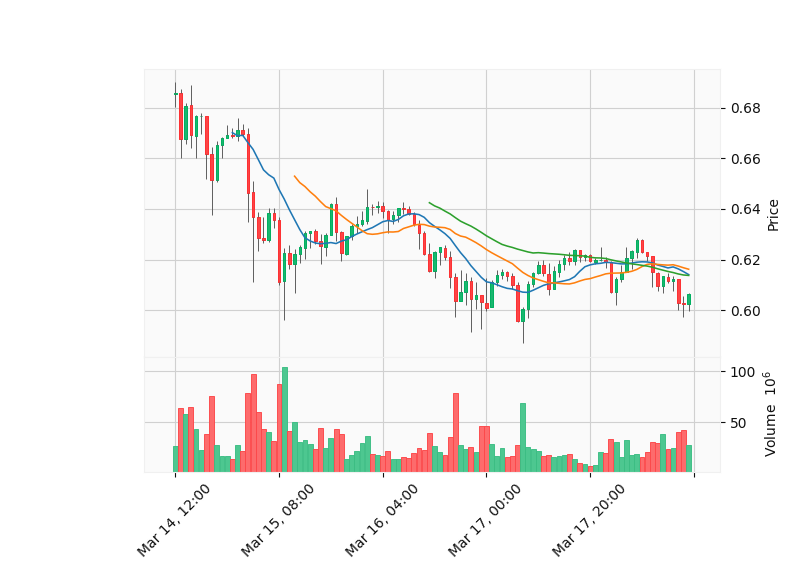 0.68
0.66
0.64
0.62
0.60
Price
100
50
Volume 10^6
Mar 14, 12:00
Mar 15, 08:00
Mar 16, 04:00
Mar 17, 00:00
Mar 17, 20:00